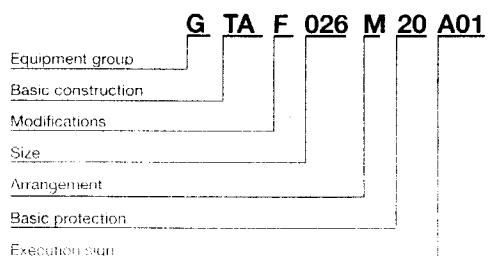 G TA F 026 M 20 A01
Equipment group
Basic construction
Modifications
Size
Arrangement
Basic protection
Execution sign